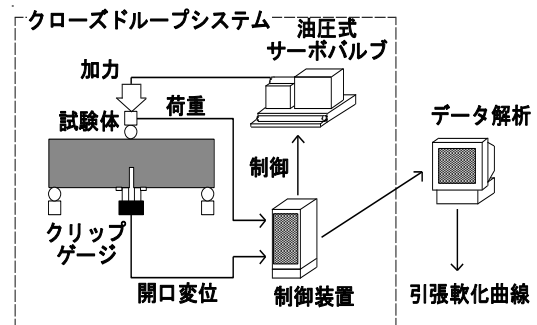 クローズドループシステム
油圧式
サーボバルブ
加力
荷重
試験体
データ解析
制御
クリップ
ゲージ
開口変位
制御装置
引張軟化曲線